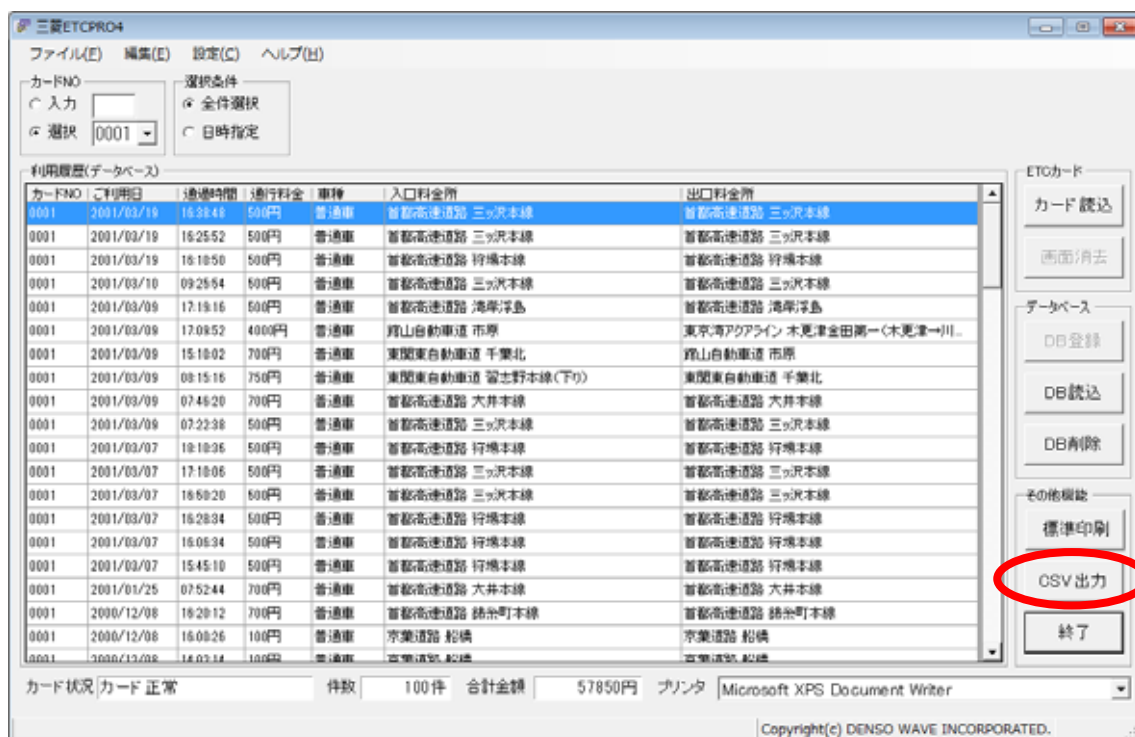 三菱ETCPRO4
ファイル(F) 編集(E) 設定(C) ヘルプ(H)
カードNO 選択条件
入力 全件選択
選択 0001 日時指定
利用履歴(データベース) ETCカード
カードNO ご利用日 通過時間 通行料金 車種 入口料金所 出口料金所
カード読込
0001 2001/03/19 16:38:48 500円 普通車 首都高速道路 三ッ沢本線 首都高速道路 三ッ沢本線
0001 2001/03/19 16:25:52 500円 普通車 首都高速道路 三ッ沢本線 首都高速道路 三ッ沢本線
0001 2001/03/19 16:10:50 500円 普通車 首都高速道路 狩場本線 首都高速道路 狩場本線
画面消去
0001 2001/03/10 09:25:54 500円 普通車 首都高速道路 三ッ沢本線 首都高速道路 三ッ沢本線
0001 2001/03/09 17:19:16 500円 普通車 首都高速道路 湾岸浮島 首都高速道路 湾岸浮島
データベース
0001 2001/03/09 17:09:52 4000円 普通車 館山自動車道 市原 東京湾アクアライン 木更津金田第一(木更津→川...
DB登録
0001 2001/03/09 15:10:02 700円 普通車 東関東自動車道 千葉北 館山自動車道 市原
0001 2001/03/09 08:15:16 750円 普通車 東関東自動車道 習志野本線(下り) 東関東自動車道 千葉北
DB読込
0001 2001/03/09 07:46:20 700円 普通車 首都高速道路 大井本線 首都高速道路 大井本線
0001 2001/03/09 07:22:38 500円 普通車 首都高速道路 三ッ沢本線 首都高速道路 三ッ沢本線
0001 2001/03/07 18:10:36 500円 普通車 首都高速道路 狩場本線 首都高速道路 狩場本線
DB削除
0001 2001/03/07 17:10:06 500円 普通車 首都高速道路 三ッ沢本線 首都高速道路 三ッ沢本線
0001 2001/03/07 16:50:20 500円 普通車 首都高速道路 三ッ沢本線 首都高速道路 三ッ沢本線
その他機能
0001 2001/03/07 16:28:34 500円 普通車 首都高速道路 狩場本線 首都高速道路 狩場本線
標準印刷
0001 2001/03/07 16:06:34 500円 普通車 首都高速道路 狩場本線 首都高速道路 狩場本線
0001 2001/03/07 15:45:10 500円 普通車 首都高速道路 狩場本線 首都高速道路 狩場本線
CSV出力
0001 2001/01/25 07:52:44 700円 普通車 首都高速道路 大井本線 首都高速道路 大井本線
0001 2000/12/08 16:20:12 700円 普通車 首都高速道路 錦糸町本線 首都高速道路 錦糸町本線
0001 2000/12/08 16:00:26 100円 普通車 京葉道路 船橋 京葉道路 船橋
終了
0001 2000/12/08 14:02:14 100円 普通車 京葉道路 船橋 京葉道路 船橋
カード状況 カード正常 件数 100件 合計金額 57850円 プリンタ Microsoft XPS Document Writer
Copyright(c) DENSO WAVE INCORPORATED.